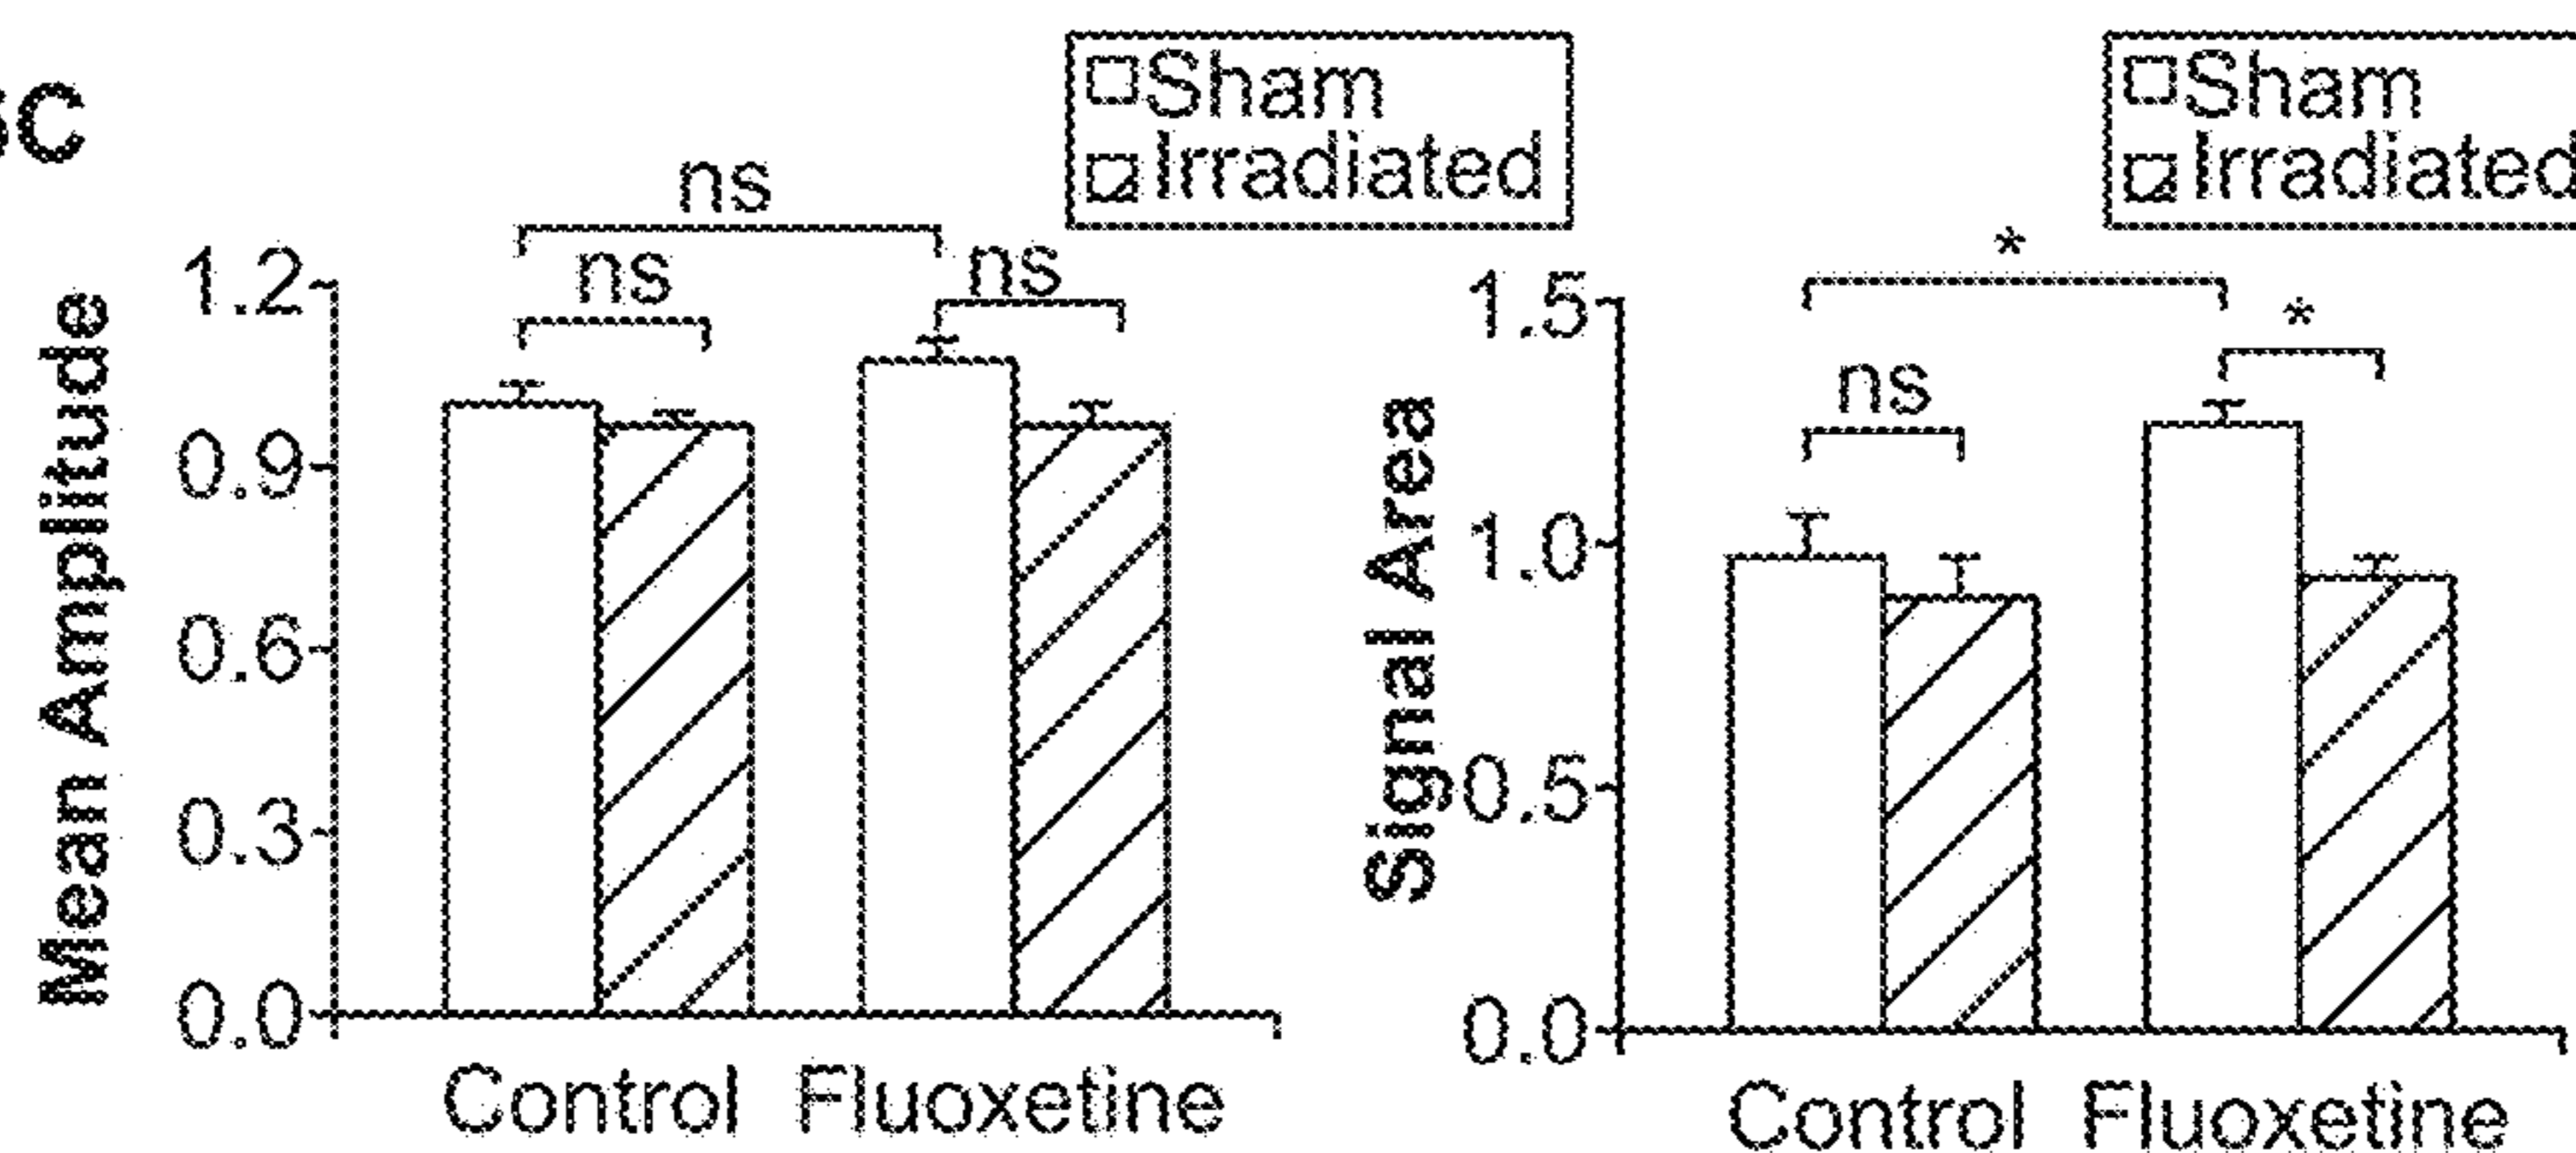 6C
Sham
Irradiated
ns
ns
ns
Mean Amplitude
1.2
0.9
0.6
0.3
0.0
Control Fluoxetine
Sham
Irradiated
*
*
ns
Signal Area
1.5
1.0
0.5
0.0
Control Fluoxetine